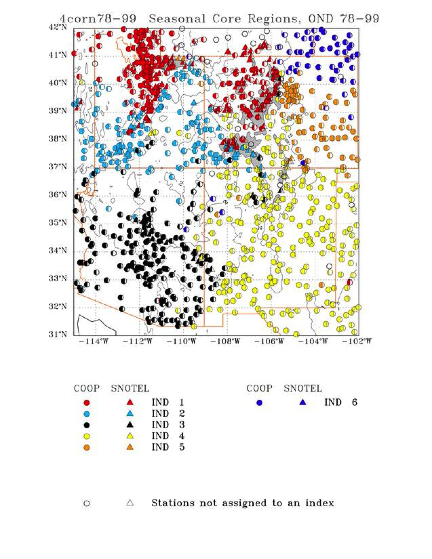 4corn78−99 Seasonal Core Regions, OND 78−99
42°N
41°N
40°N
39°N
38°N
37°N
36°N
35°N
34°N
33°N
32°N
31°N
−114°W −112°W −110°W −108°W −106°W −104°W −102°W
COOP SNOTEL COOP SNOTEL
IND 1 IND 6
IND 2
IND 3
IND 4
IND 5
Stations not assigned to an index